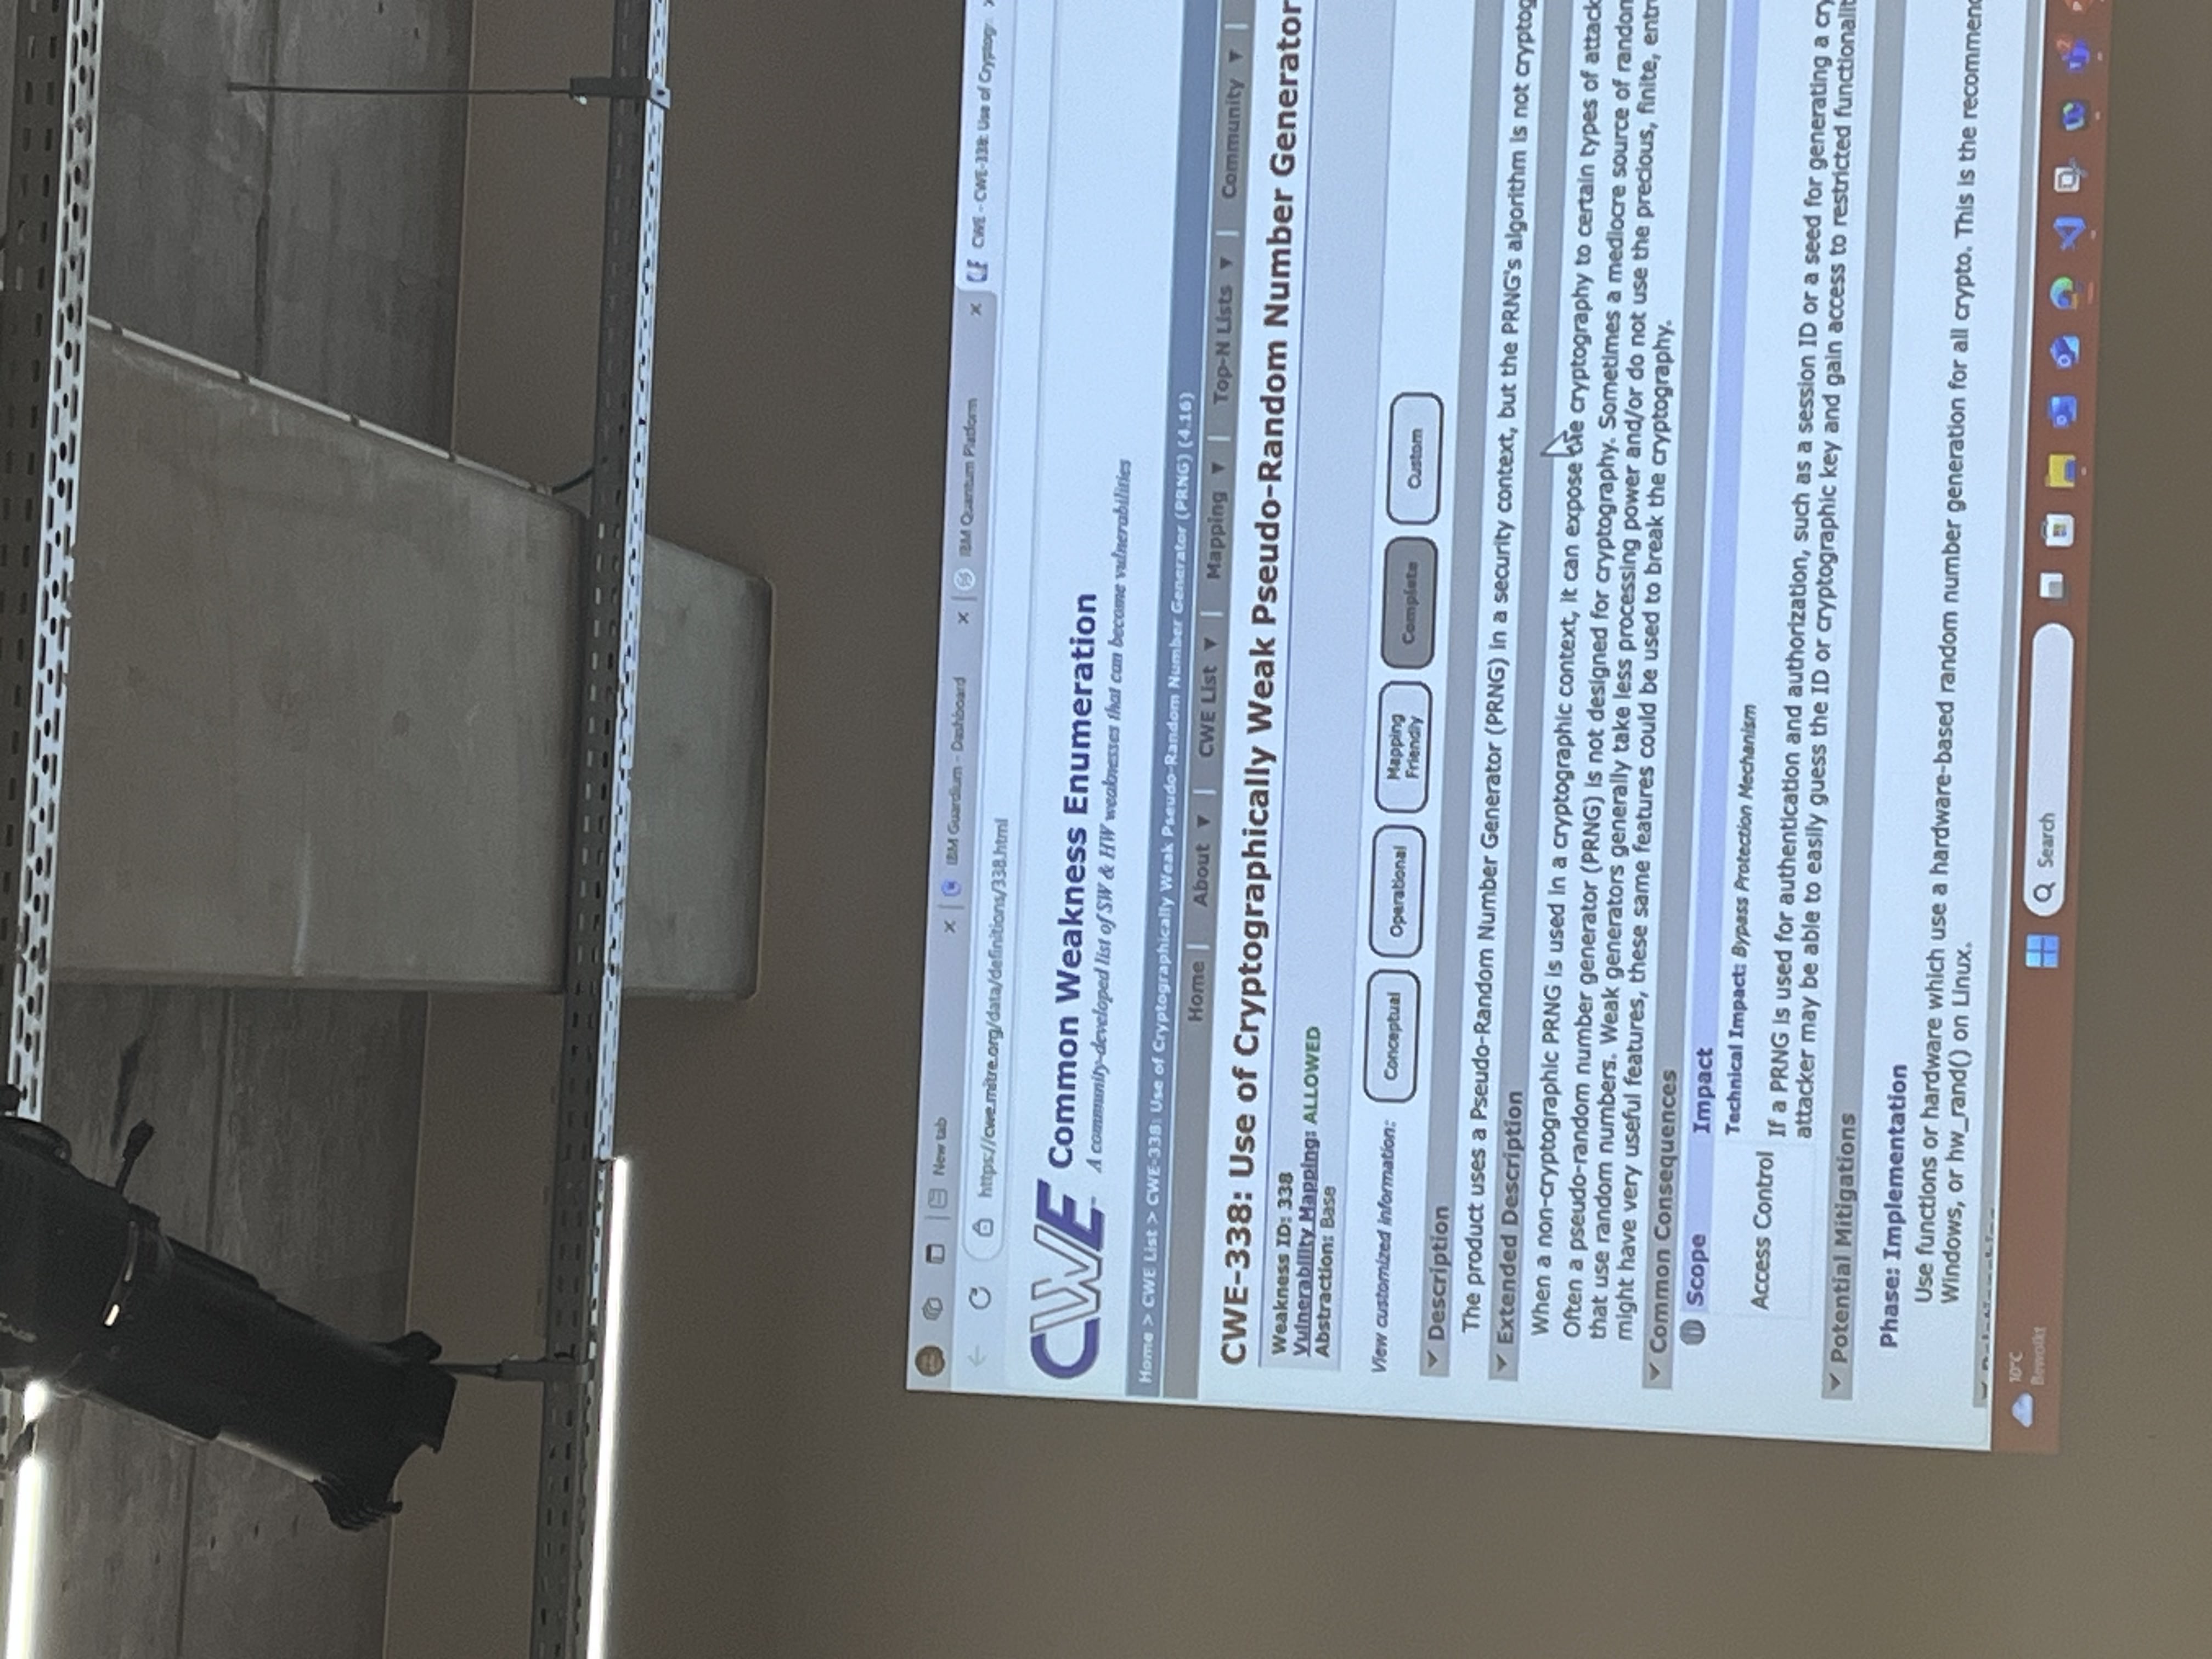 New tab
IBM Guardium - Dashboard
IBM Quantum Platform
CWE - CWE-338: Use of Cryptogr
https://cwe.mitre.org/data/definitions/338.html
CWE
Common Weakness Enumeration
A community-developed list of SW & HW weaknesses that can become vulnerabilities
Home > CWE List > CWE-338: Use of Cryptographically Weak Pseudo-Random Number Generator (PRNG) (4.16)
Home | About ▼ | CWE List ▼ | Mapping ▼ | Top-N Lists ▼ | Community ▼ |
CWE-338: Use of Cryptographically Weak Pseudo-Random Number Generator
Weakness ID: 338
Vulnerability Mapping: ALLOWED
Abstraction: Base
View customized information:
Conceptual
Operational
Mapping
Friendly
Complete
Custom
Description
The product uses a Pseudo-Random Number Generator (PRNG) in a security context, but the PRNG's algorithm is not cryptog
Extended Description
When a non-cryptographic PRNG is used in a cryptographic context, it can expose the cryptography to certain types of attack
Often a pseudo-random number generator (PRNG) is not designed for cryptography. Sometimes a mediocre source of random
that use random numbers. Weak generators generally take less processing power and/or do not use the precious, finite, entr
might have very useful features, these same features could be used to break the cryptography.
Common Consequences
Scope Impact
Technical Impact: Bypass Protection Mechanism
Access Control
If a PRNG is used for authentication and authorization, such as a session ID or a seed for generating a cry
attacker may be able to easily guess the ID or cryptographic key and gain access to restricted functionalit
Potential Mitigations
Phase: Implementation
Use functions or hardware which use a hardware-based random number generation for all crypto. This is the recommend
Windows, or hw_rand() on Linux.
10°C
Bewolkt
Search